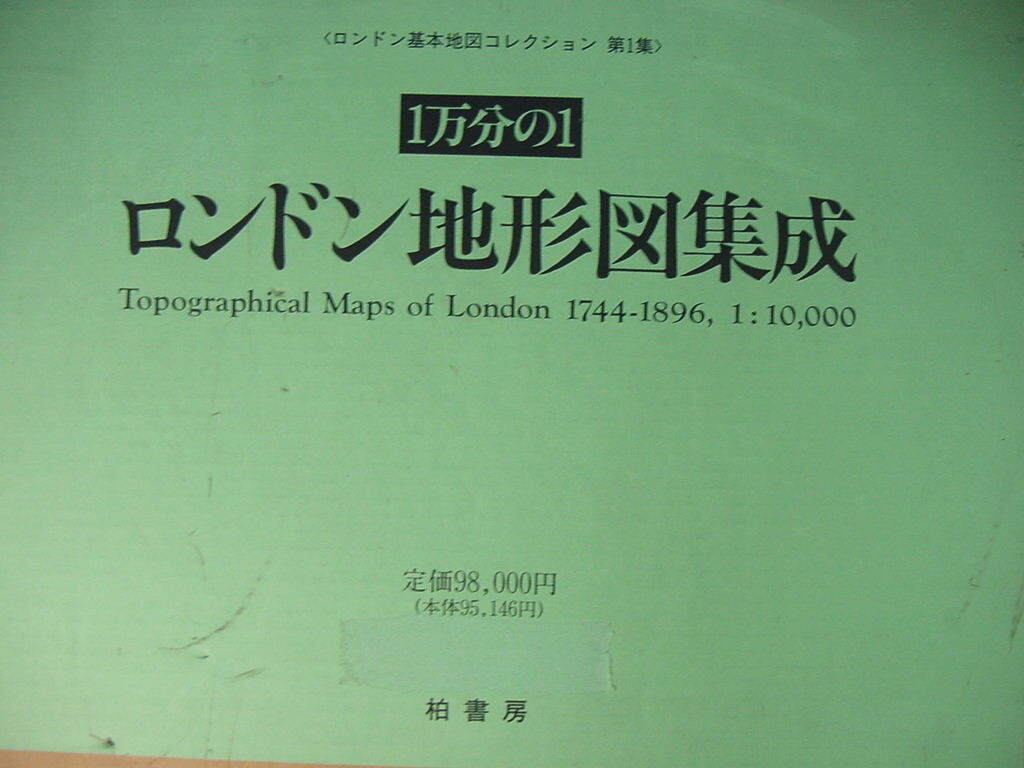 〈ロンドン基本地図コレクション 第1集〉
1万分の1
ロンドン地形図集成
Topographical Maps of London 1744-1896, 1:10,000
定価98,000円
(本体95,146円)
柏書房